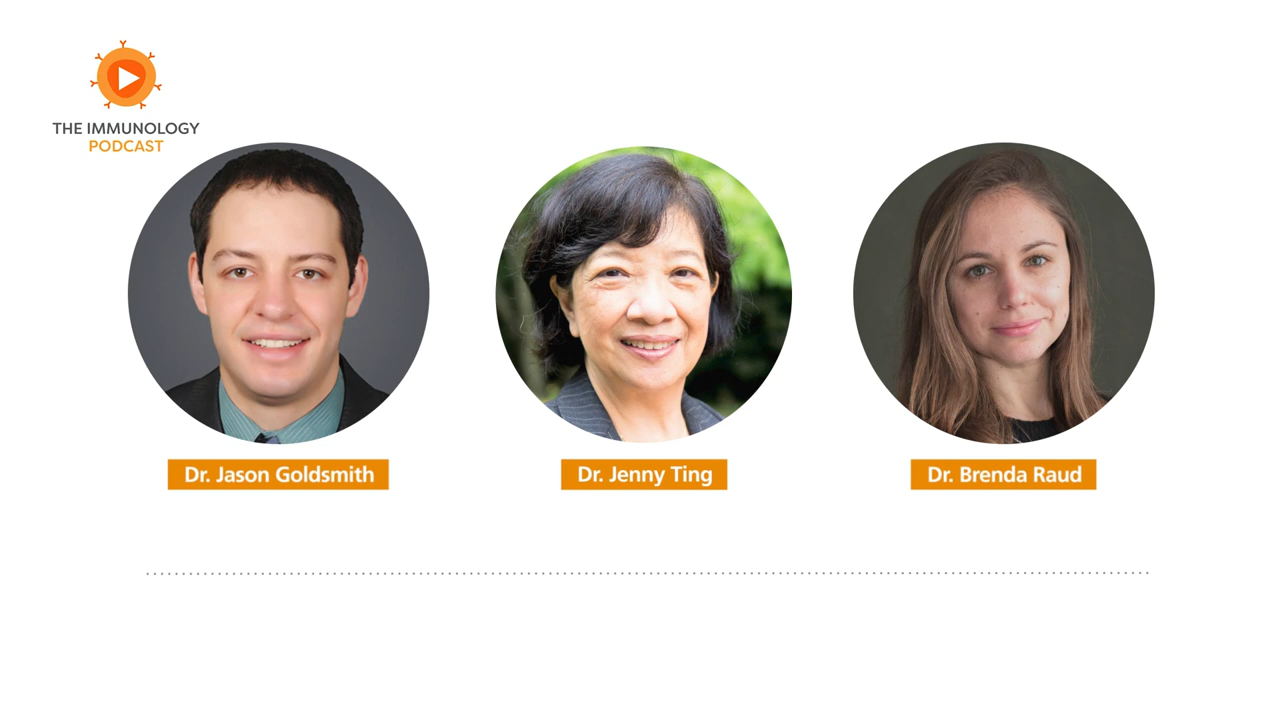 THE IMMUNOLOGY
PODCAST
Dr. Jason Goldsmith
Dr. Jenny Ting
Dr. Brenda Raud